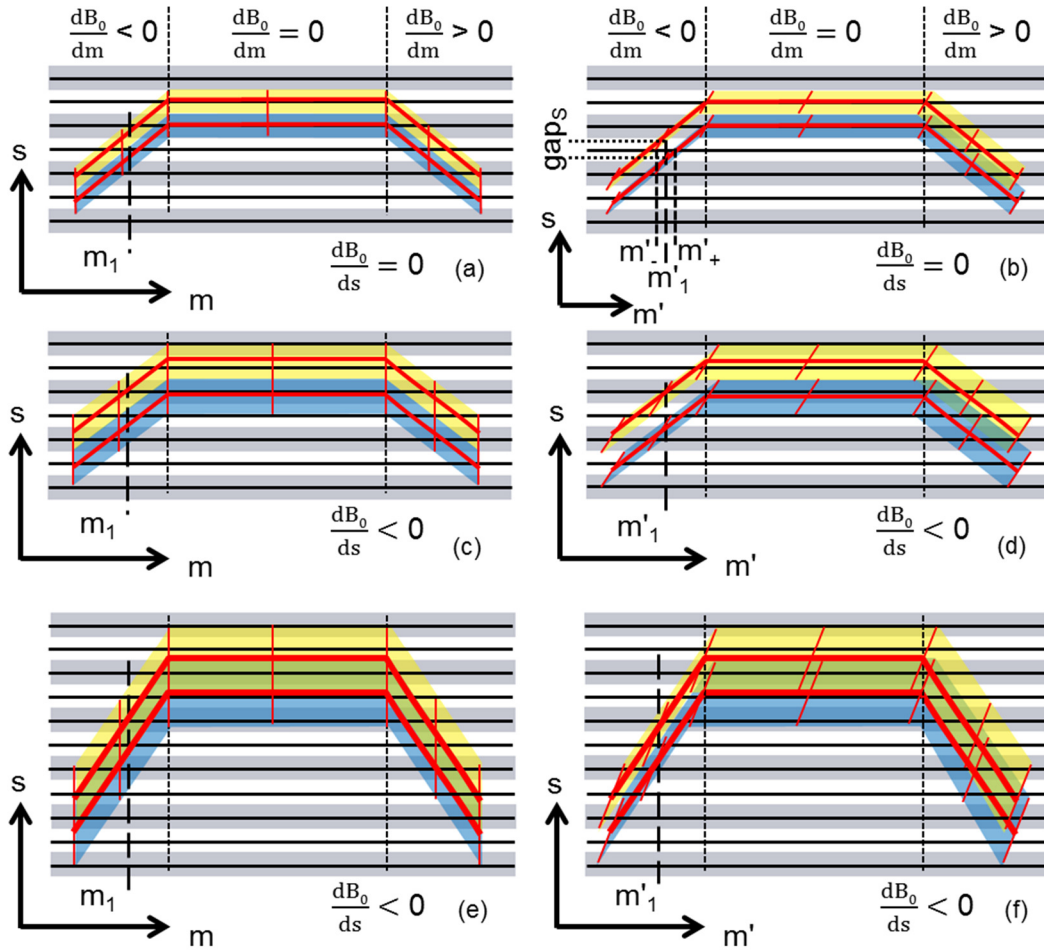 dB₀/dm < 0 dB₀/dm = 0 dB₀/dm > 0
s
m₁
dB₀/ds = 0 (a)
m
dB₀/dm < 0 dB₀/dm = 0 dB₀/dm > 0
gapₛ
s
m'₋ m'₊
m'₁
dB₀/ds = 0 (b)
m'
s
m₁
dB₀/ds < 0 (c)
m
s
m'₁
dB₀/ds < 0 (d)
m'
s
m₁
dB₀/ds < 0 (e)
m
s
m'₁
dB₀/ds < 0 (f)
m'